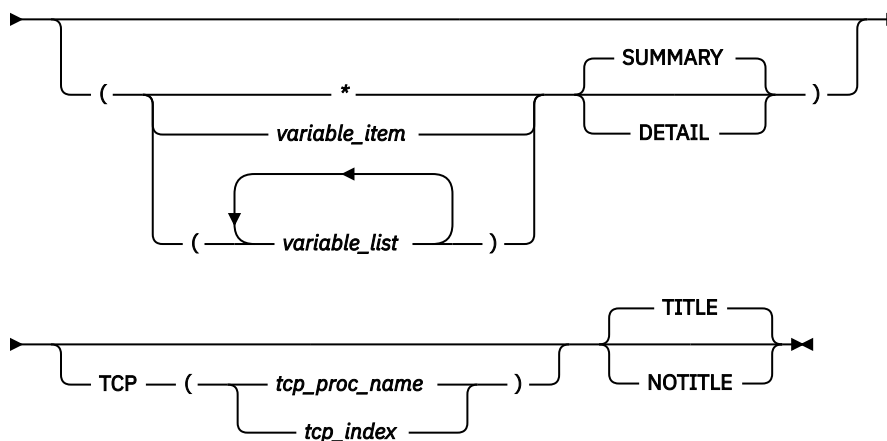 SUMMARY
( * )
variable_item DETAIL
( variable_list )
TITLE
TCP ( tcp_proc_name ) NOTITLE
tcp_index